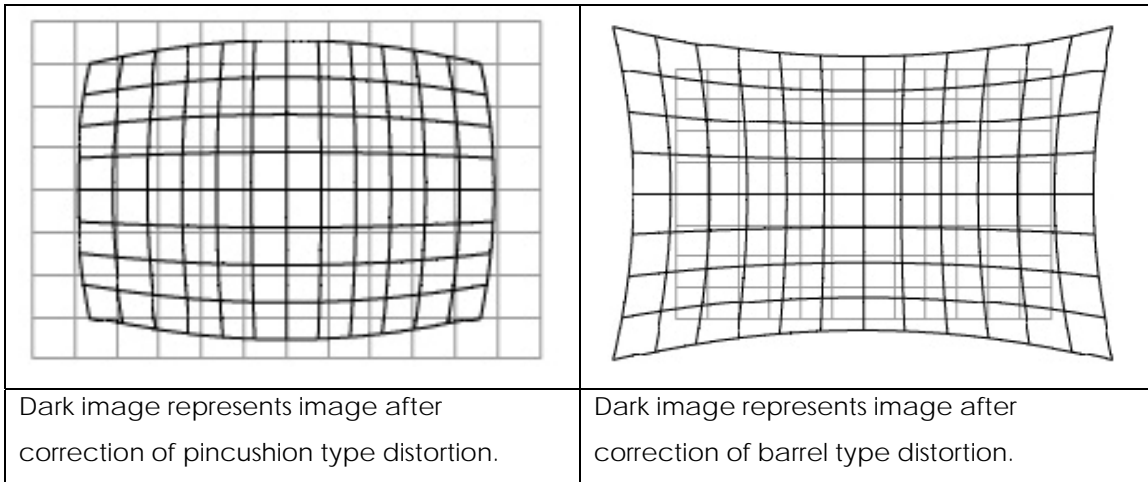 Dark image represents image after
correction of pincushion type distortion.
Dark image represents image after
correction of barrel type distortion.